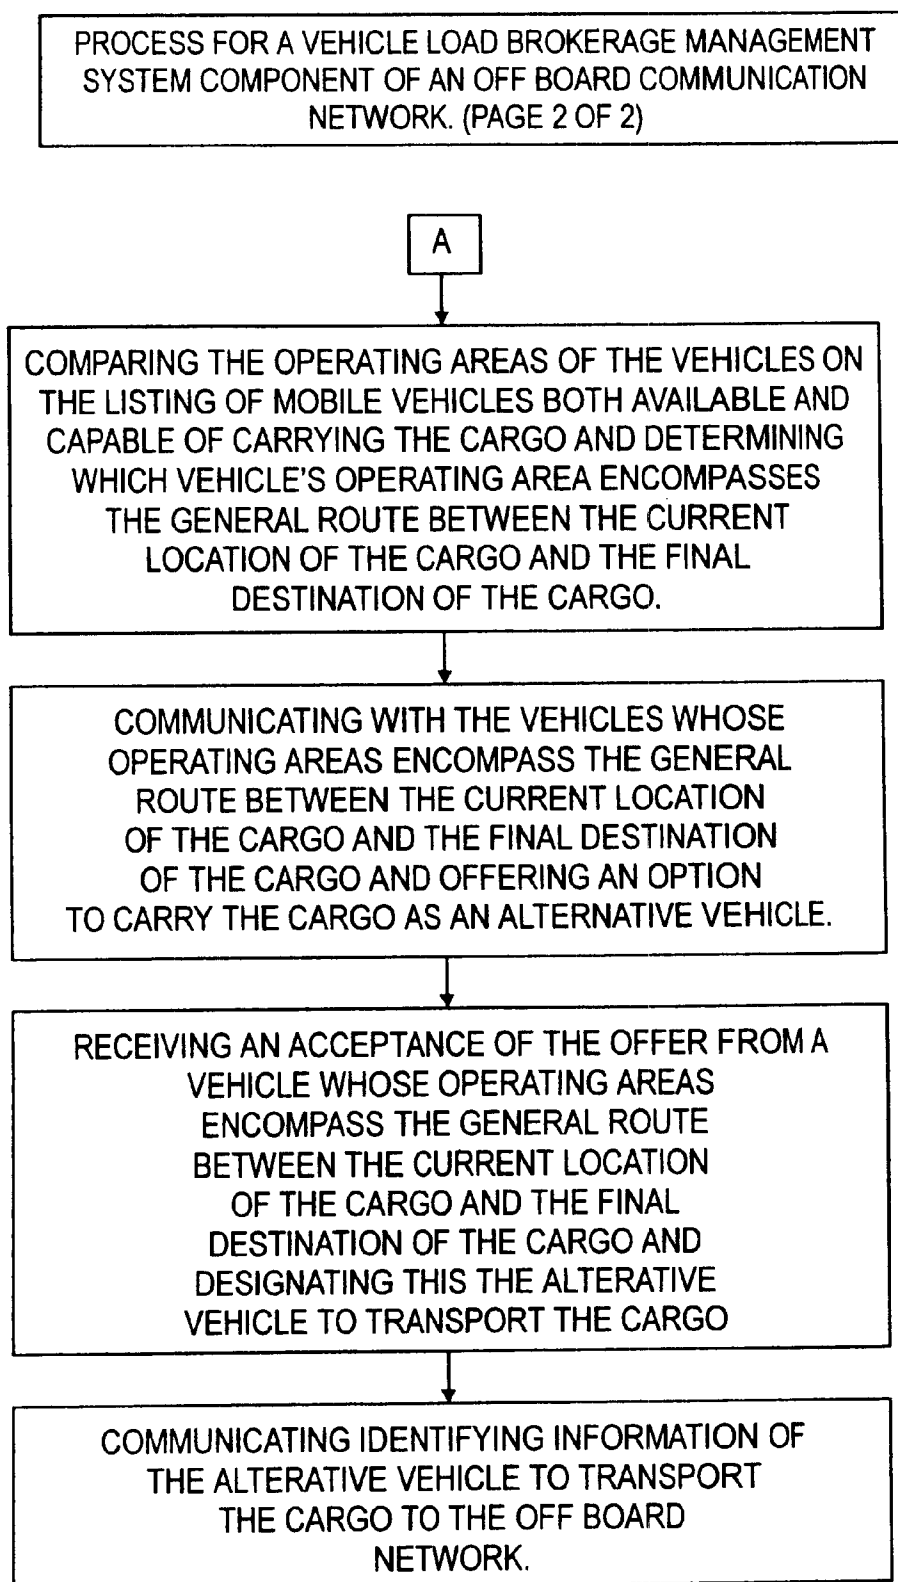 PROCESS FOR A VEHICLE LOAD BROKERAGE MANAGEMENT
SYSTEM COMPONENT OF AN OFF BOARD COMMUNICATION
NETWORK. (PAGE 2 OF 2)
A
COMPARING THE OPERATING AREAS OF THE VEHICLES ON
THE LISTING OF MOBILE VEHICLES BOTH AVAILABLE AND
CAPABLE OF CARRYING THE CARGO AND DETERMINING
WHICH VEHICLE'S OPERATING AREA ENCOMPASSES
THE GENERAL ROUTE BETWEEN THE CURRENT
LOCATION OF THE CARGO AND THE FINAL
DESTINATION OF THE CARGO.
COMMUNICATING WITH THE VEHICLES WHOSE
OPERATING AREAS ENCOMPASS THE GENERAL
ROUTE BETWEEN THE CURRENT LOCATION
OF THE CARGO AND THE FINAL DESTINATION
OF THE CARGO AND OFFERING AN OPTION
TO CARRY THE CARGO AS AN ALTERNATIVE VEHICLE.
RECEIVING AN ACCEPTANCE OF THE OFFER FROM A
VEHICLE WHOSE OPERATING AREAS
ENCOMPASS THE GENERAL ROUTE
BETWEEN THE CURRENT LOCATION
OF THE CARGO AND THE FINAL
DESTINATION OF THE CARGO AND
DESIGNATING THIS THE ALTERATIVE
VEHICLE TO TRANSPORT THE CARGO
COMMUNICATING IDENTIFYING INFORMATION OF
THE ALTERATIVE VEHICLE TO TRANSPORT
THE CARGO TO THE OFF BOARD
NETWORK.